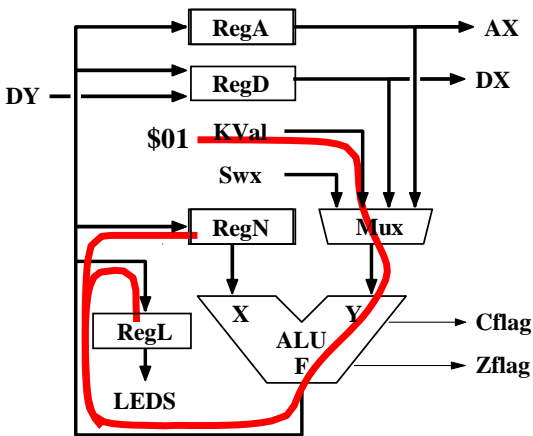 RegA AX
RegD DX
DY
$01 KVal
Swx
RegN Mux
X Y
ALU
F
Cflag
RegL
Zflag
LEDS